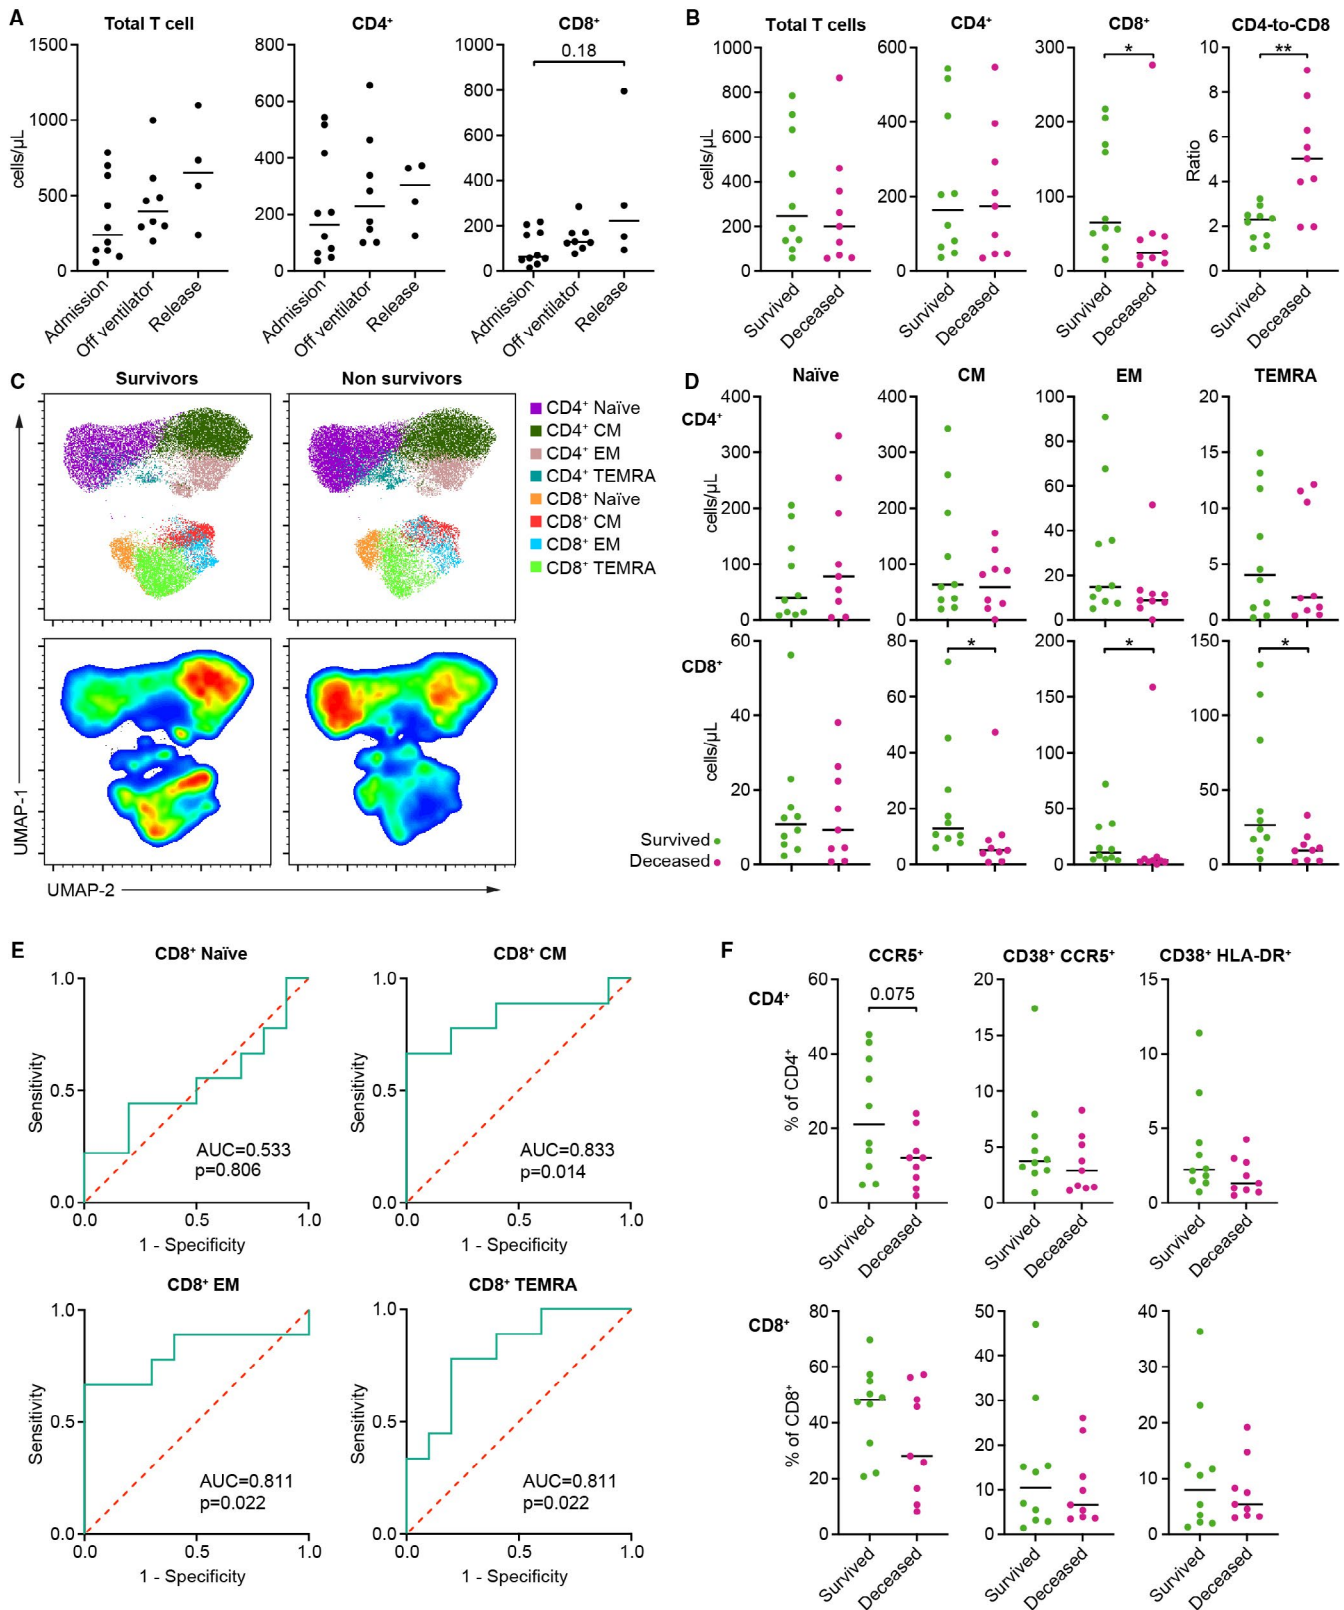 A
Total T cell
CD4⁺
CD8⁺
cells/µL
1500
1000
500
0
Admission
Off ventilator
Release
800
600
400
200
0
Admission
Off ventilator
Release
1000
800
600
400
200
0
0.18
Admission
Off ventilator
Release
B
Total T cells
CD4⁺
CD8⁺
CD4-to-CD8
cells/µL
1000
800
600
400
200
0
Survived
Deceased
600
400
200
0
Survived
Deceased
300
200
100
0
*
Survived
Deceased
Ratio
10
8
6
4
2
0
**
Survived
Deceased
C
Survivors
Non survivors
CD4⁺ Naïve
CD4⁺ CM
CD4⁺ EM
CD4⁺ TEMRA
CD8⁺ Naïve
CD8⁺ CM
CD8⁺ EM
CD8⁺ TEMRA
UMAP-1
UMAP-2
D
Naïve
CM
EM
TEMRA
CD4⁺
cells/µL
400
300
200
100
0
400
300
200
100
0
100
80
60
40
20
0
20
15
10
5
0
CD8⁺
cells/µL
60
40
20
0
80
60
40
20
0
*
200
150
100
50
0
*
150
100
50
0
*
Survived
Deceased
E
CD8⁺ Naïve
Sensitivity
1.0
0.5
0.0
0.0
0.5
1.0
1 - Specificity
AUC=0.533
p=0.806
CD8⁺ CM
Sensitivity
1.0
0.5
0.0
0.0
0.5
1.0
1 - Specificity
AUC=0.833
p=0.014
CD8⁺ EM
Sensitivity
1.0
0.5
0.0
0.0
0.5
1.0
1 - Specificity
AUC=0.811
p=0.022
CD8⁺ TEMRA
Sensitivity
1.0
0.5
0.0
0.0
0.5
1.0
1 - Specificity
AUC=0.811
p=0.022
F
CCR5⁺
CD38⁺ CCR5⁺
CD38⁺ HLA-DR⁺
CD4⁺
% of CD4⁺
60
40
20
0
0.075
Survived
Deceased
20
15
10
5
0
Survived
Deceased
15
10
5
0
Survived
Deceased
CD8⁺
% of CD8⁺
80
60
40
20
0
Survived
Deceased
50
40
30
20
10
0
Survived
Deceased
40
30
20
10
0
Survived
Deceased